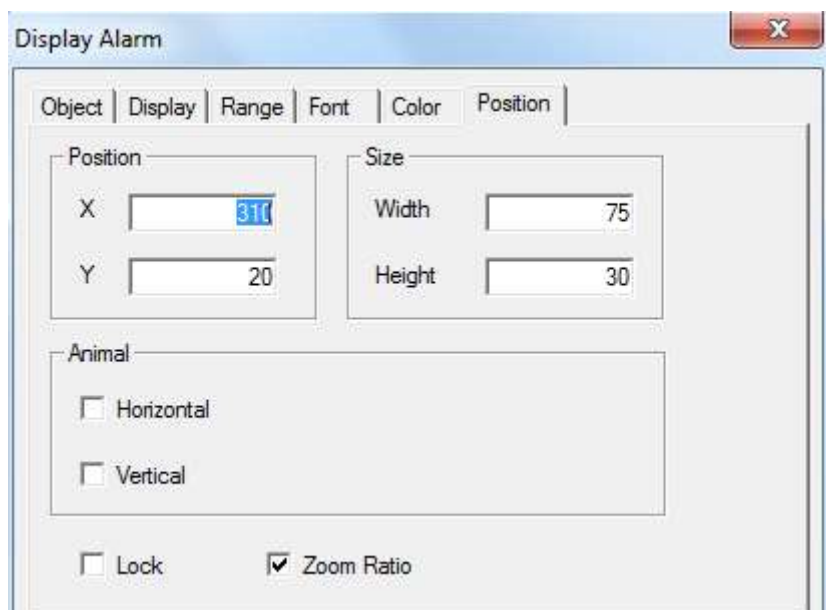 Display Alarm
Object Display Range Font Color Position
Position
X 310
Y 20
Size
Width 75
Height 30
Animal
Horizontal
Vertical
Lock Zoom Ratio